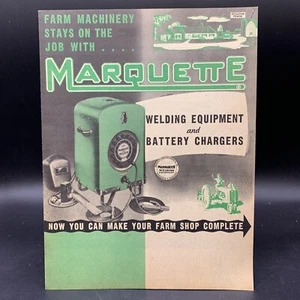 FARM MACHINERY
STAYS ON THE
JOB WITH . . . .
MARQUETTE
WELDING EQUIPMENT
and
BATTERY CHARGERS
MARQUETTE
NOW YOU CAN MAKE YOUR FARM SHOP COMPLETE